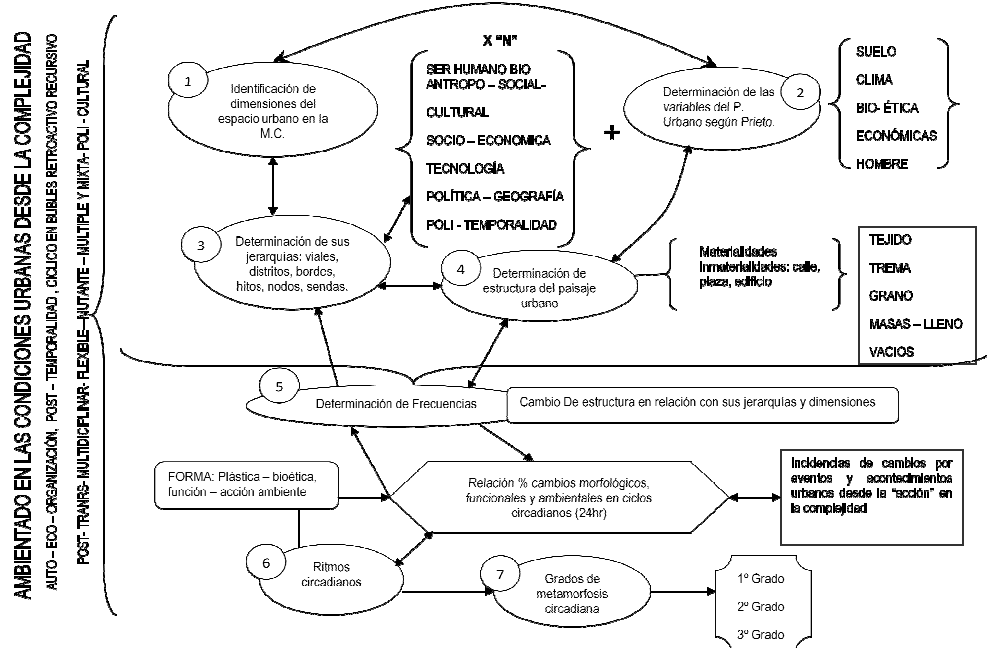 AMBIENTADO EN LAS CONDICIONES URBANAS DESDE LA COMPLEJIDAD
AUTO – ECO – ORGANIZACIÓN, POST – TEMPORALIDAD, CICLICO EN BUBLES RETROACTIVO RECURSIVO
POST- TRANRS- MULTIDICIPLINAR- FLEXIBLE – MUTANTE – MULTIPLE Y MIXTA- POLI - CULTURAL
1
Identificación de
dimensiones del
espacio urbano en la
M.C.
X “N”
SER HUMANO BIO
ANTROPO – SOCIAL-
CULTURAL
SOCIO – ECONOMICA
TECNOLOGÍA
POLÍTICA – GEOGRAFÍA
POLI - TEMPORALIDAD
+
2
Determinación de las
variables del P.
Urbano según Prieto.
SUELO
CLIMA
BIO- ÉTICA
ECONÓMICAS
HOMBRE
3
Determinación de sus
jerarquías: viales,
distritos, bordes,
hitos, nodos, sendas.
4
Determinación de
estructura del paisaje
urbano
Materialidades
Inmaterialidades: calle,
plaza, edificio
TEJIDO
TREMA
GRANO
MASAS – LLENO
VACIOS
5
Determinación de Frecuencias
Cambio De estructura en relación con sus jerarquías y dimensiones
FORMA: Plástica – bioética,
función – acción ambiente
Relación % cambios morfológicos,
funcionales y ambientales en ciclos
circadianos (24hr)
Incidencias de cambios por
eventos y acontecimientos
urbanos desde la “acción” en
la complejidad
6
Ritmos
circadianos
7
Grados de
metamorfosis
circadiana
1º Grado
2º Grado
3º Grado